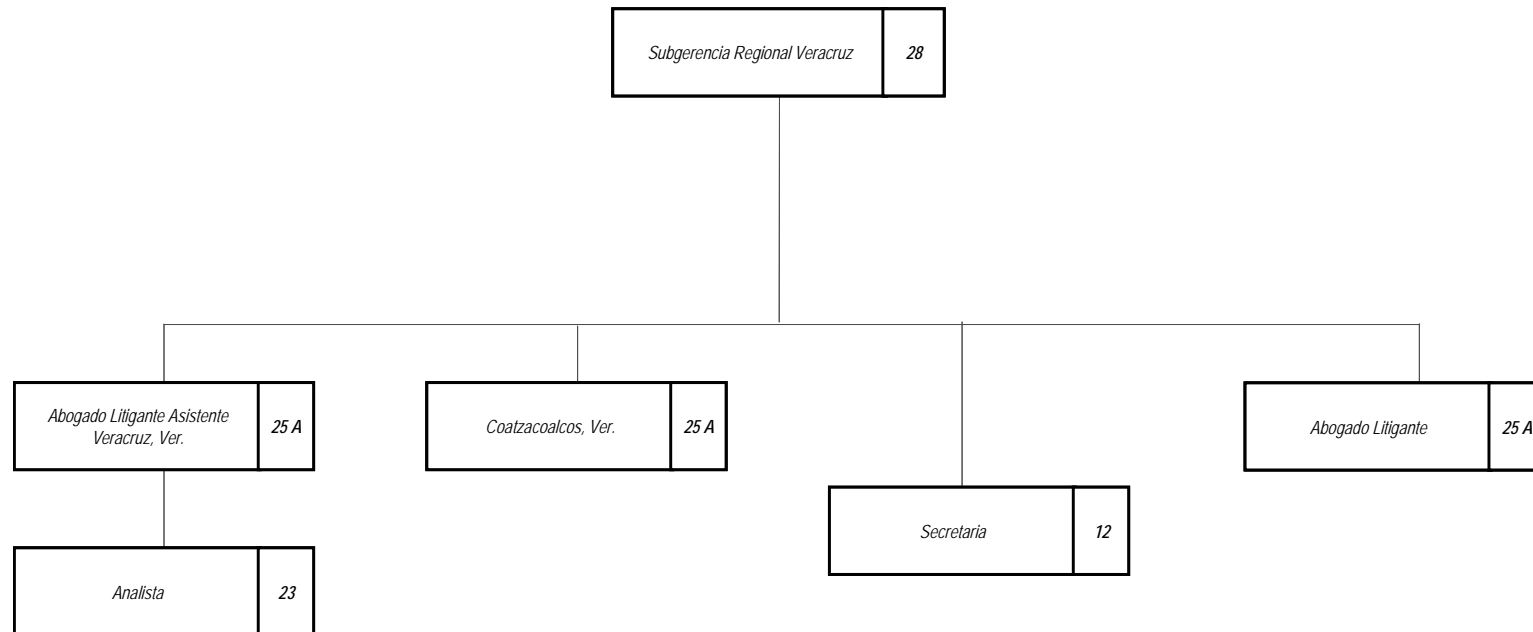 Subgerencia Regional Veracruz 28
Abogado Litigante Asistente
Veracruz, Ver.
25 A
Coatzacoalcos, Ver. 25 A
Abogado Litigante 25 A
Secretaria 12
Analista 23